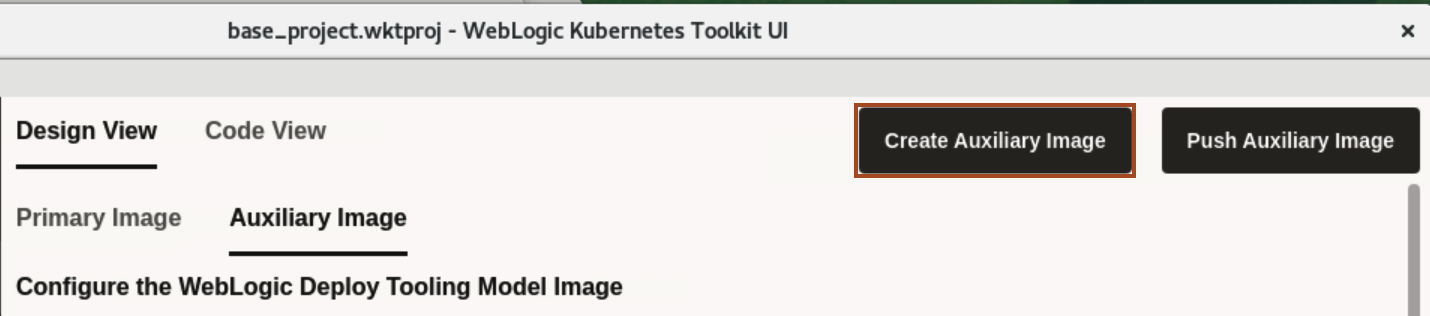 base_project.wktproj - WebLogic Kubernetes Toolkit UI ×
Design View Code View Create Auxiliary Image Push Auxiliary Image
Primary Image Auxiliary Image
Configure the WebLogic Deploy Tooling Model Image